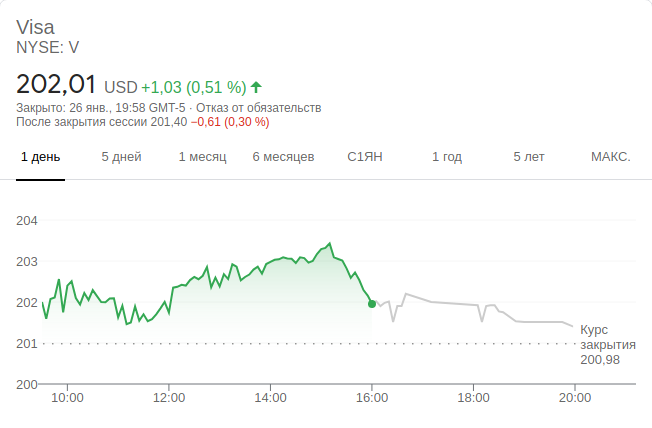 Visa
NYSE: V
202,01 USD +1,03 (0,51 %)
Закрыто: 26 янв., 19:58 GMT-5 · Отказ от обязательств
После закрытия сессии 201,40 −0,61 (0,30 %)
1 день 5 дней 1 месяц 6 месяцев С1ЯН 1 год 5 лет МАКС.
204
203
202
201
Курс
закрытия
200,98
200
10:00 12:00 14:00 16:00 18:00 20:00